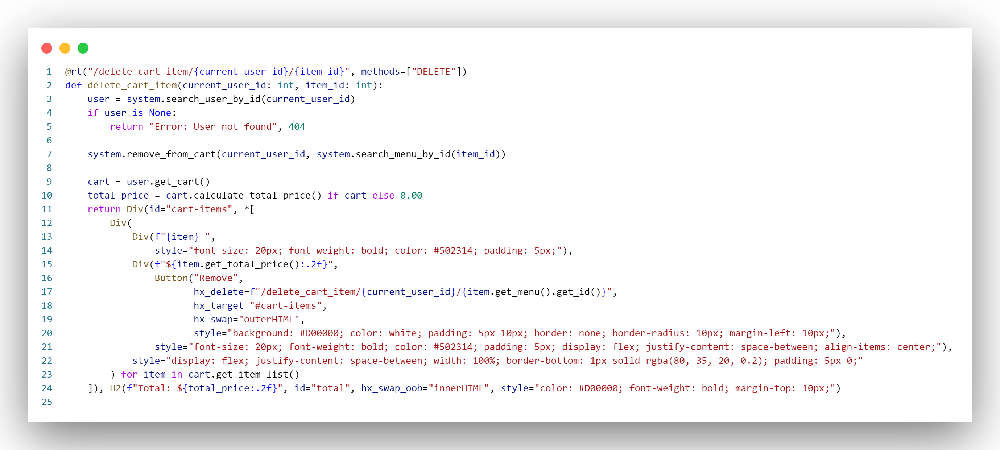 1 @rt("/delete_cart_item/{current_user_id}/{item_id}", methods=["DELETE"])
2 def delete_cart_item(current_user_id: int, item_id: int):
3     user = system.search_user_by_id(current_user_id)
4     if user is None:
5         return "Error: User not found", 404
6
7     system.remove_from_cart(current_user_id, system.search_menu_by_id(item_id))
8
9     cart = user.get_cart()
10     total_price = cart.calculate_total_price() if cart else 0.00
11     return Div(id="cart-items", *[
12         Div(
13             Div(f"{item} ",
14                 style="font-size: 20px; font-weight: bold; color: #502314; padding: 5px;"),
15             Div(f"${item.get_total_price():.2f}",
16                 Button("Remove",
17                        hx_delete=f"/delete_cart_item/{current_user_id}/{item.get_menu().get_id()}",
18                        hx_target="#cart-items",
19                        hx_swap="outerHTML",
20                        style="background: #D00000; color: white; padding: 5px 10px; border: none; border-radius: 10px; margin-left: 10px;"),
21                 style="font-size: 20px; font-weight: bold; color: #502314; padding: 5px; display: flex; justify-content: space-between; align-items: center;"),
22             style="display: flex; justify-content: space-between; width: 100%; border-bottom: 1px solid rgba(80, 35, 20, 0.2); padding: 5px 0;"
23         ) for item in cart.get_item_list()
24     ]), H2(f"Total: ${total_price:.2f}", id="total", hx_swap_oob="innerHTML", style="color: #D00000; font-weight: bold; margin-top: 10px;")
25